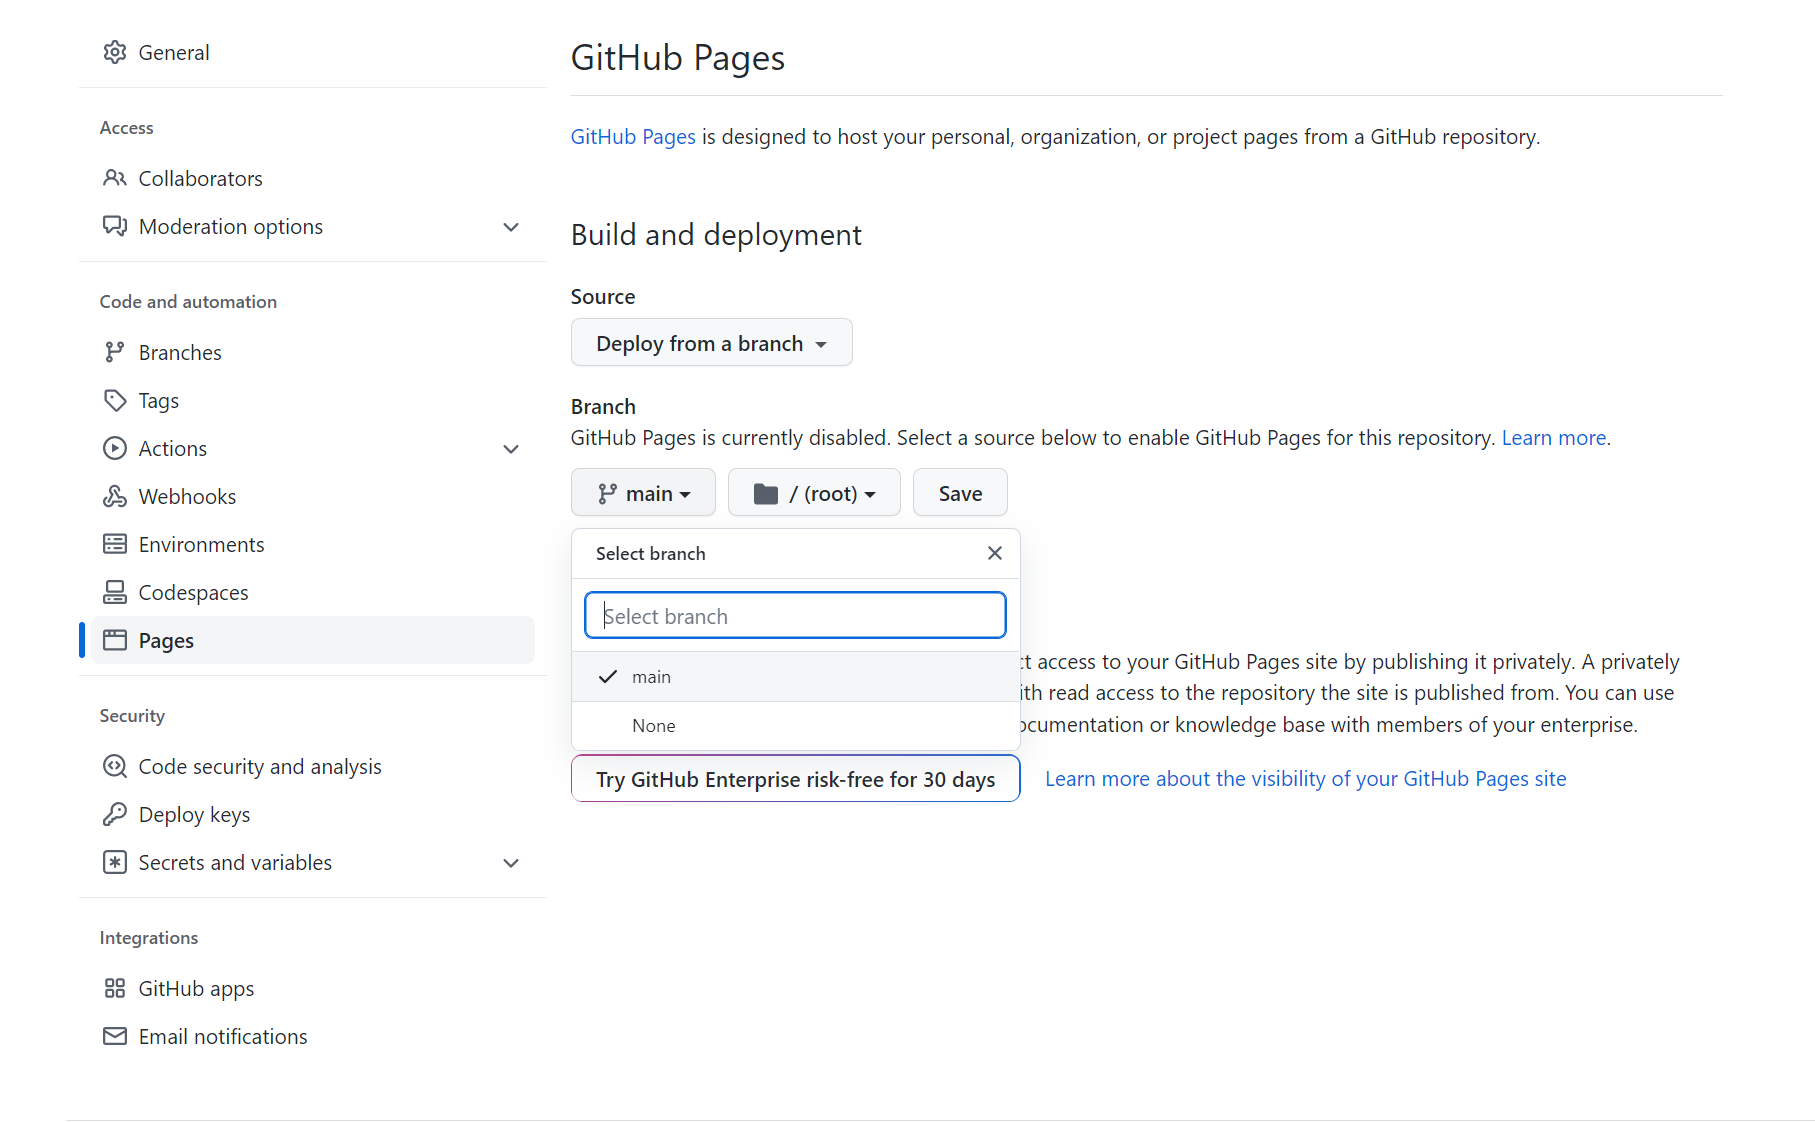 General
Access
Collaborators
Moderation options
Code and automation
Branches
Tags
Actions
Webhooks
Environments
Codespaces
Pages
Security
Code security and analysis
Deploy keys
Secrets and variables
Integrations
GitHub apps
Email notifications
GitHub Pages
GitHub Pages is designed to host your personal, organization, or project pages from a GitHub repository.
Build and deployment
Source
Deploy from a branch
Branch
GitHub Pages is currently disabled. Select a source below to enable GitHub Pages for this repository. Learn more.
main
/ (root)
Save
Select branch
Select branch
main
None
access to your GitHub Pages site by publishing it privately. A privately
read access to the repository the site is published from. You can use
or knowledge base with members of your enterprise.
Try GitHub Enterprise risk-free for 30 days
Learn more about the visibility of your GitHub Pages site